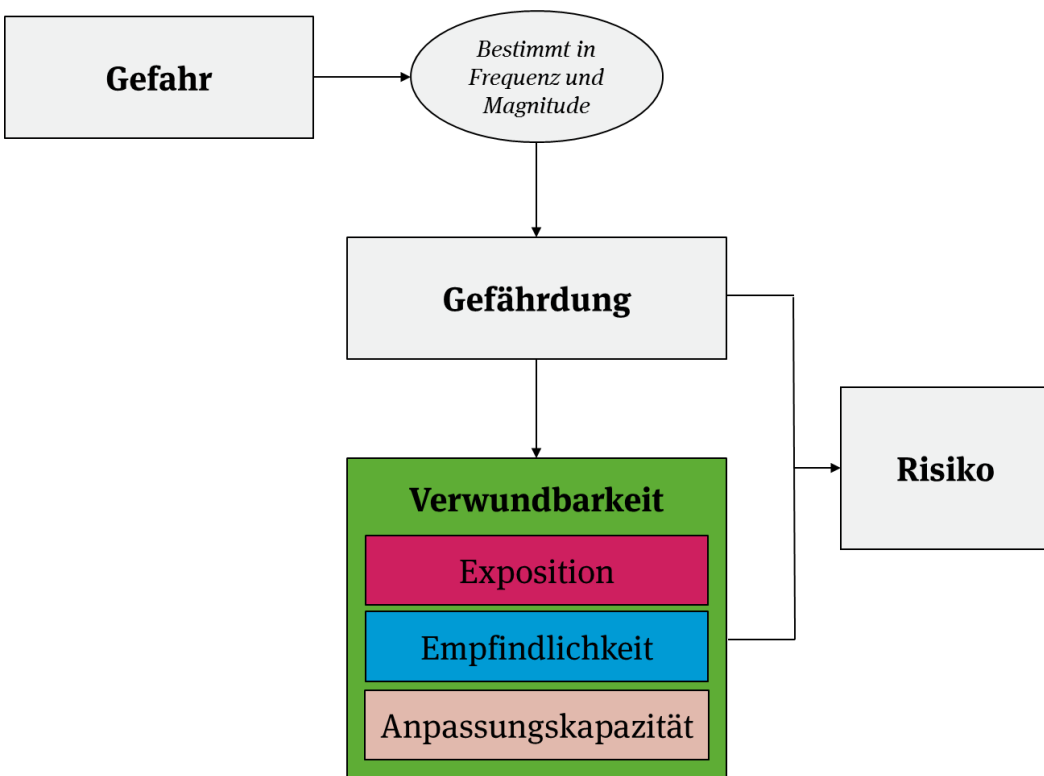 Gefahr
Bestimmt in
Frequenz und
Magnitude
Gefährdung
Risiko
Verwundbarkeit
Exposition
Empfindlichkeit
Anpassungskapazität